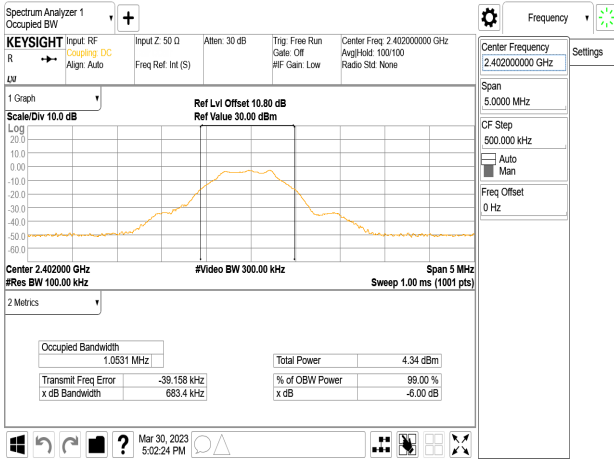 Spectrum Analyzer 1
Occupied BW
KEYSIGHT
R
Input: RF
Coupling: DC
Align: Auto
Input Z: 50 Ω
Freq Ref: Int (S)
Atten: 30 dB
Trig: Free Run
Gate: Off
#IF Gain: Low
Center Freq: 2.402000000 GHz
Avg|Hold: 100/100
Radio Std: None
1 Graph
Scale/Div 10.0 dB
Ref Lvl Offset 10.80 dB
Ref Value 30.00 dBm
Log
20.0
10.0
0.00
-10.0
-20.0
-30.0
-40.0
-50.0
-60.0
Center 2.402000 GHz
#Res BW 100.00 kHz
#Video BW 300.00 kHz
Span 5 MHz
Sweep 1.00 ms (1001 pts)
2 Metrics
Occupied Bandwidth
1.0531 MHz
Transmit Freq Error -39.158 kHz
x dB Bandwidth 683.4 kHz
Total Power 4.34 dBm
% of OBW Power 99.00 %
x dB -6.00 dB
Mar 30, 2023
5:02:24 PM
Frequency
Settings
Center Frequency
2.402000000 GHz
Span
5.0000 MHz
CF Step
500.000 kHz
Auto
Man
Freq Offset
0 Hz